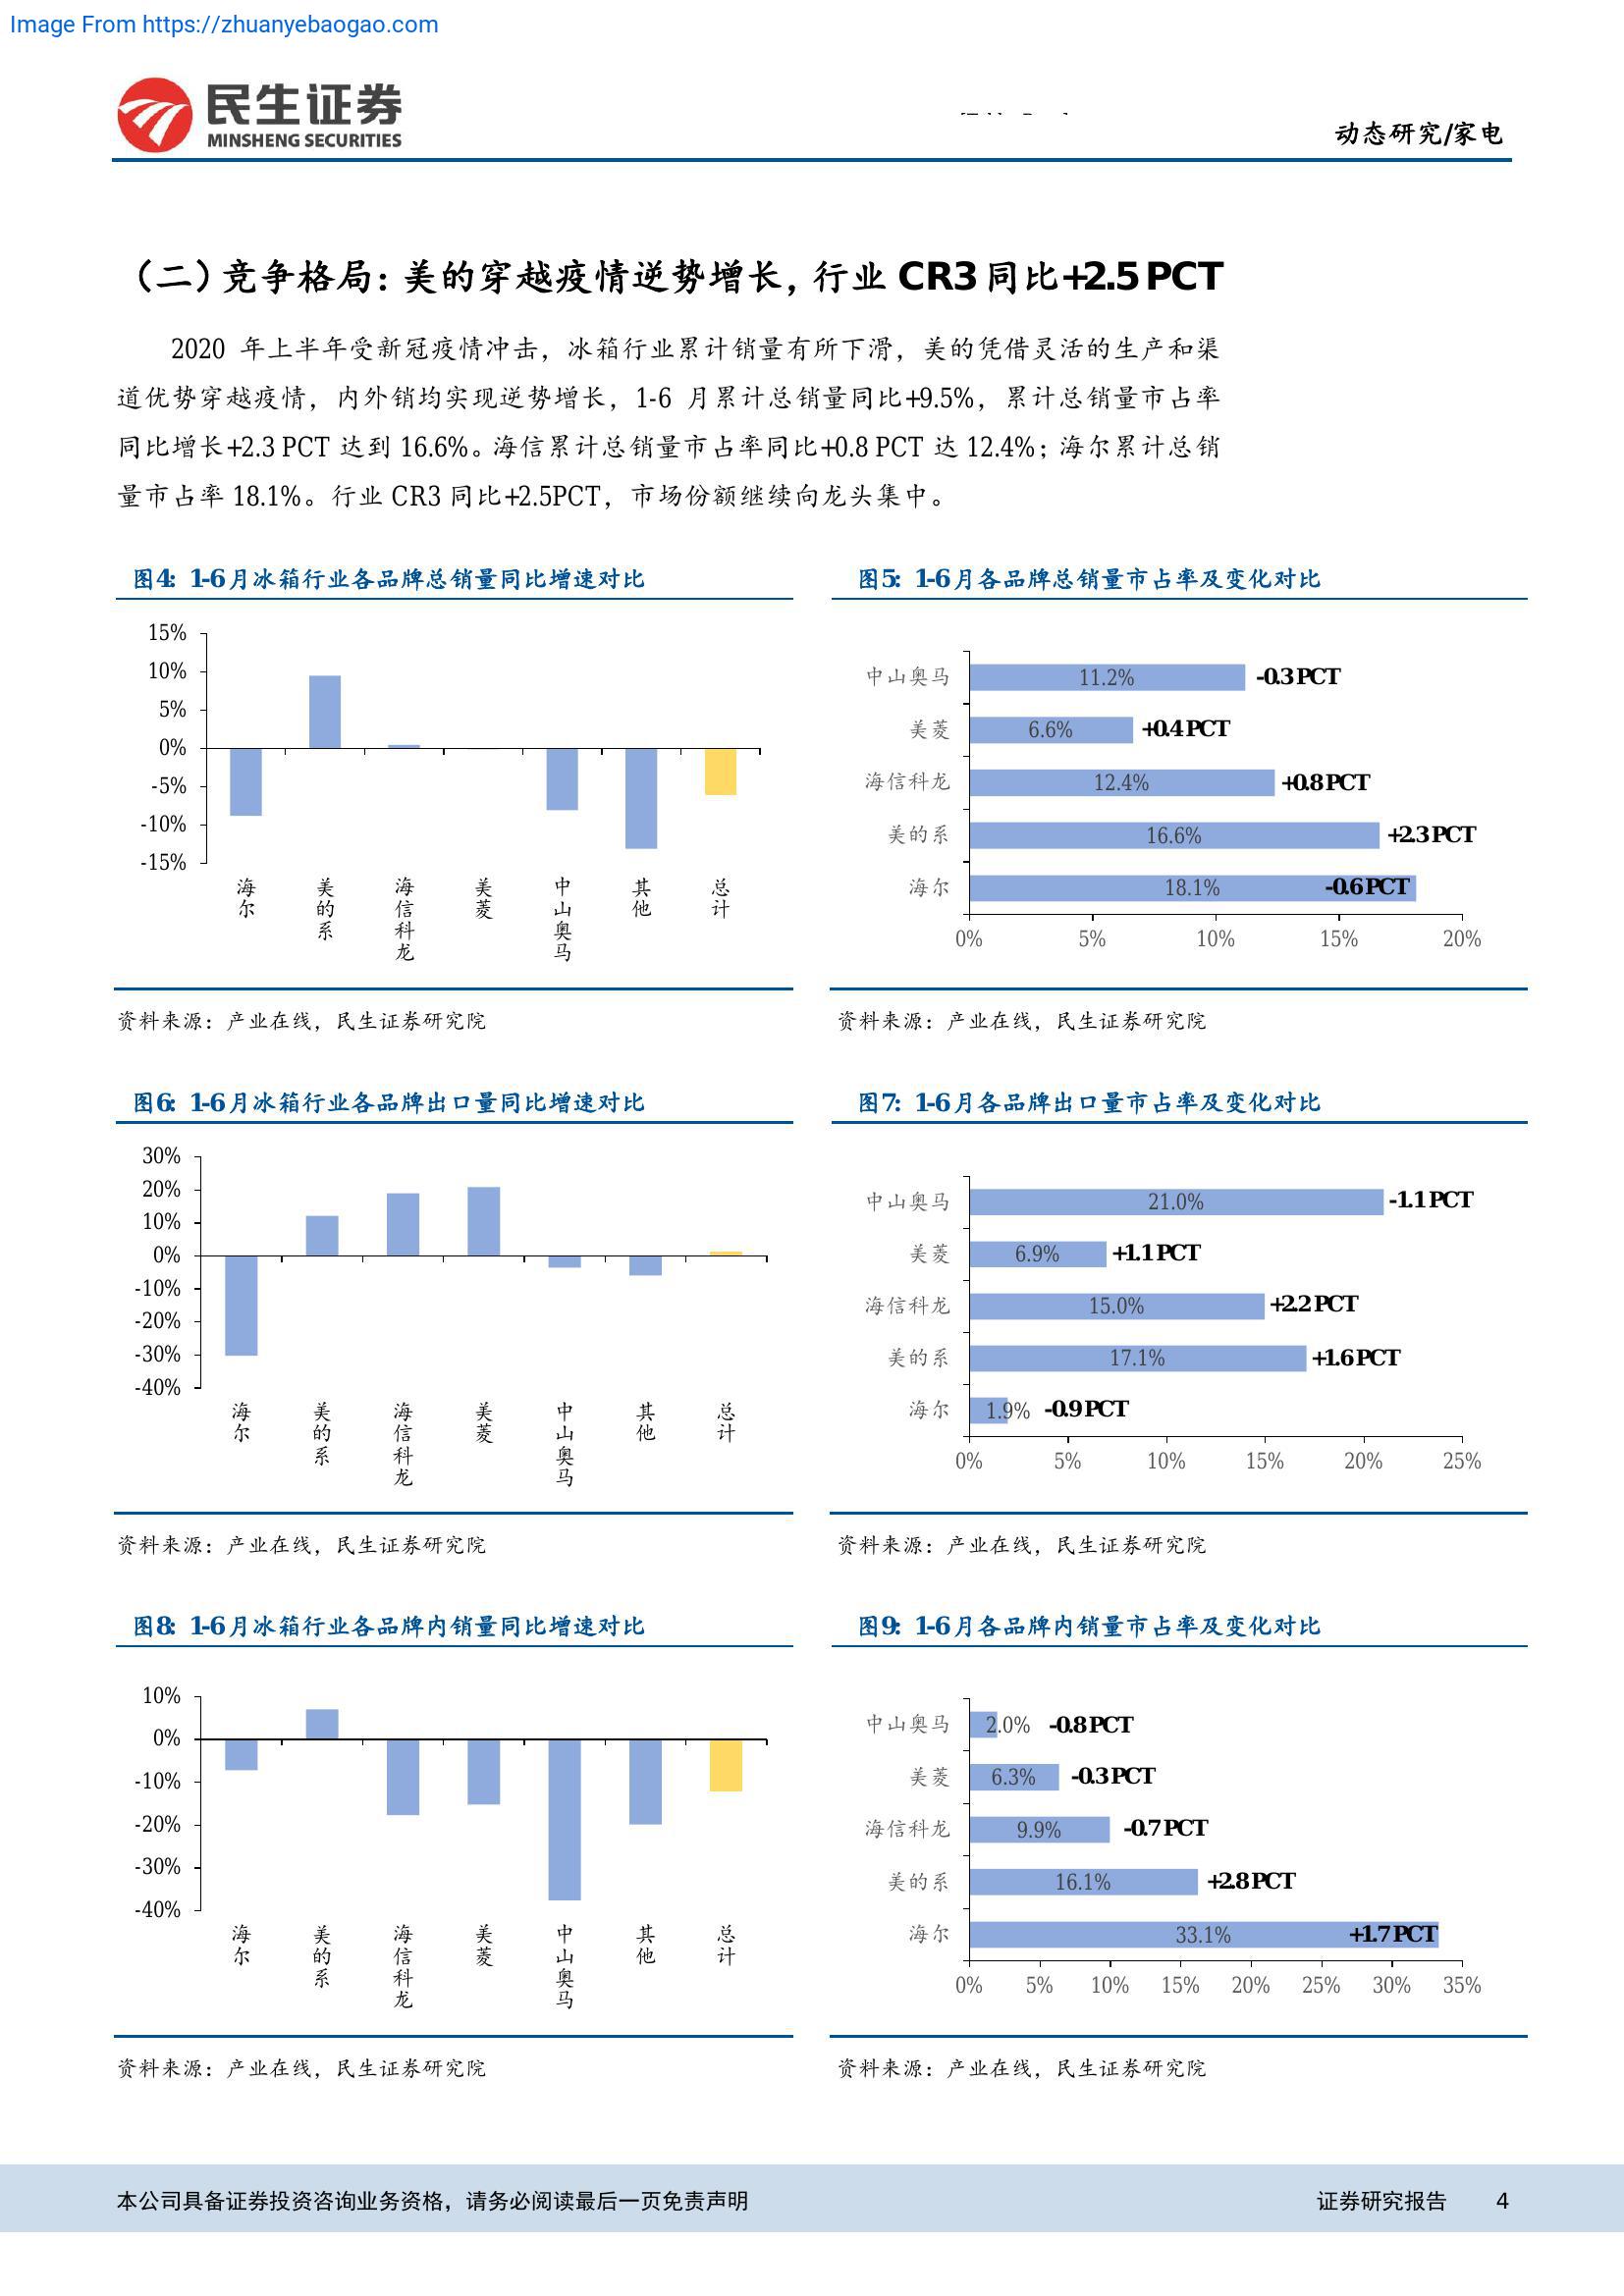 Image From https://zhuanyebaogao.com
民生证券
MINSHENG SECURITIES
动态研究/家电
（二）竞争格局：美的穿越疫情逆势增长，行业 CR3 同比+2.5 PCT
2020 年上半年受新冠疫情冲击，冰箱行业累计销量有所下滑，美的凭借灵活的生产和渠
道优势穿越疫情，内外销均实现逆势增长，1-6 月累计总销量同比+9.5%，累计总销量市占率
同比增长+2.3 PCT 达到 16.6%。海信累计总销量市占率同比+0.8 PCT 达 12.4%；海尔累计总销
量市占率 18.1%。行业 CR3 同比+2.5PCT，市场份额继续向龙头集中。
图4: 1-6月冰箱行业各品牌总销量同比增速对比
15%
10%
5%
0%
-5%
-10%
-15%
海尔
美的系
海信科龙
美菱
中山奥马
其他
总计
资料来源：产业在线，民生证券研究院
图5: 1-6月各品牌总销量市占率及变化对比
中山奥马 11.2% -0.3PCT
美菱 6.6% +0.4PCT
海信科龙 12.4% +0.8PCT
美的系 16.6% +2.3PCT
海尔 18.1% -0.6PCT
0% 5% 10% 15% 20%
资料来源：产业在线，民生证券研究院
图6: 1-6月冰箱行业各品牌出口量同比增速对比
30%
20%
10%
0%
-10%
-20%
-30%
-40%
海尔
美的系
海信科龙
美菱
中山奥马
其他
总计
资料来源：产业在线，民生证券研究院
图7: 1-6月各品牌出口量市占率及变化对比
中山奥马 21.0% -1.1PCT
美菱 6.9% +1.1PCT
海信科龙 15.0% +2.2PCT
美的系 17.1% +1.6PCT
海尔 1.9% -0.9PCT
0% 5% 10% 15% 20% 25%
资料来源：产业在线，民生证券研究院
图8: 1-6月冰箱行业各品牌内销量同比增速对比
10%
0%
-10%
-20%
-30%
-40%
海尔
美的系
海信科龙
美菱
中山奥马
其他
总计
资料来源：产业在线，民生证券研究院
图9: 1-6月各品牌内销量市占率及变化对比
中山奥马 2.0% -0.8PCT
美菱 6.3% -0.3PCT
海信科龙 9.9% -0.7PCT
美的系 16.1% +2.8PCT
海尔 33.1% +1.7PCT
0% 5% 10% 15% 20% 25% 30% 35%
资料来源：产业在线，民生证券研究院
本公司具备证券投资咨询业务资格，请务必阅读最后一页免责声明
证券研究报告 4